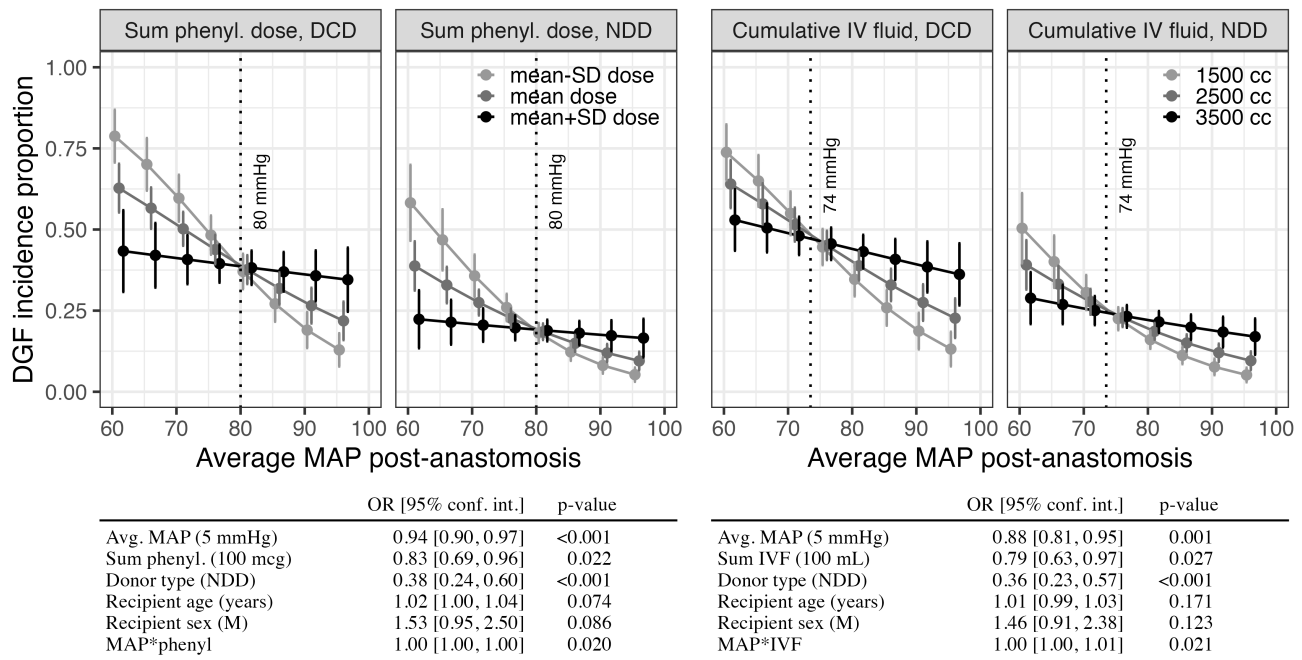 Sum phenyl. dose, DCD
Sum phenyl. dose, NDD
Cumulative IV fluid, DCD
Cumulative IV fluid, NDD
DGF incidence proportion
1.00
0.75
0.50
0.25
0.00
80 mmHg
mean-SD dose
mean dose
mean+SD dose
80 mmHg
74 mmHg
1500 cc
2500 cc
3500 cc
74 mmHg
60 70 80 90 100
60 70 80 90 100
60 70 80 90 100
60 70 80 90 100
Average MAP post-anastomosis
Average MAP post-anastomosis
OR [95% conf. int.] p-value
Avg. MAP (5 mmHg) 0.94 [0.90, 0.97] <0.001
Sum phenyl. (100 mcg) 0.83 [0.69, 0.96] 0.022
Donor type (NDD) 0.38 [0.24, 0.60] <0.001
Recipient age (years) 1.02 [1.00, 1.04] 0.074
Recipient sex (M) 1.53 [0.95, 2.50] 0.086
MAP*phenyl 1.00 [1.00, 1.00] 0.020
OR [95% conf. int.] p-value
Avg. MAP (5 mmHg) 0.88 [0.81, 0.95] 0.001
Sum IVF (100 mL) 0.79 [0.63, 0.97] 0.027
Donor type (NDD) 0.36 [0.23, 0.57] <0.001
Recipient age (years) 1.01 [0.99, 1.03] 0.171
Recipient sex (M) 1.46 [0.91, 2.38] 0.123
MAP*IVF 1.00 [1.00, 1.01] 0.021